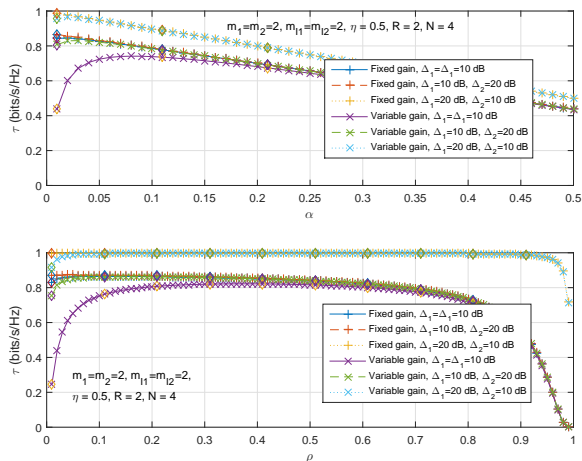 m1=m2=2, mI1=mI2=2, η = 0.5, R = 2, N = 4
τ (bits/s/Hz)
1
0.8
0.6
0.4
0.2
0
Fixed gain, Δ1=Δ1=10 dB
Fixed gain, Δ1=10 dB, Δ2=20 dB
Fixed gain, Δ1=20 dB, Δ2=10 dB
Variable gain, Δ1=Δ1=10 dB
Variable gain, Δ1=10 dB, Δ2=20 dB
Variable gain, Δ1=20 dB, Δ2=10 dB
0 0.05 0.1 0.15 0.2 0.25 0.3 0.35 0.4 0.45 0.5
α
τ (bits/s/Hz)
1
0.8
0.6
0.4
0.2
0
Fixed gain, Δ1=Δ1=10 dB
Fixed gain, Δ1=10 dB, Δ2=20 dB
Fixed gain, Δ1=20 dB, Δ2=10 dB
Variable gain, Δ1=Δ1=10 dB
Variable gain, Δ1=10 dB, Δ2=20 dB
Variable gain, Δ1=20 dB, Δ2=10 dB
m1=m2=2, mI1=mI2=2,
η = 0.5, R = 2, N = 4
0 0.1 0.2 0.3 0.4 0.5 0.6 0.7 0.8 0.9 1
ρ